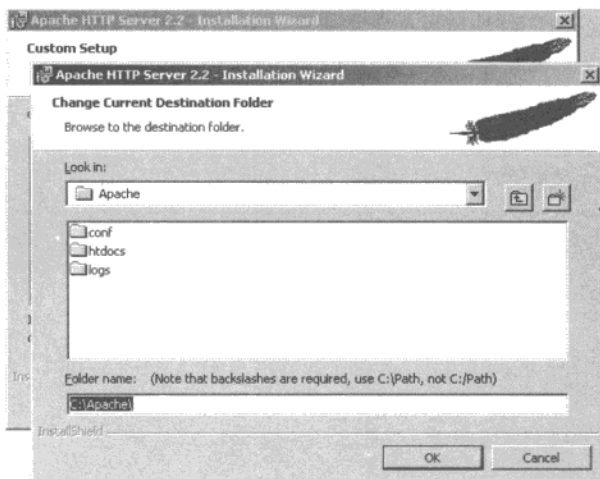 Apache HTTP Server 2.2 - Installation Wizard
Custom Setup
Apache HTTP Server 2.2 - Installation Wizard
Change Current Destination Folder
Browse to the destination folder.
Look in:
Apache
conf
htdocs
logs
Ins
Folder name: (Note that backslashes are required, use C:\Path, not C:/Path)
C:\Apache\
InstallShield
OK Cancel